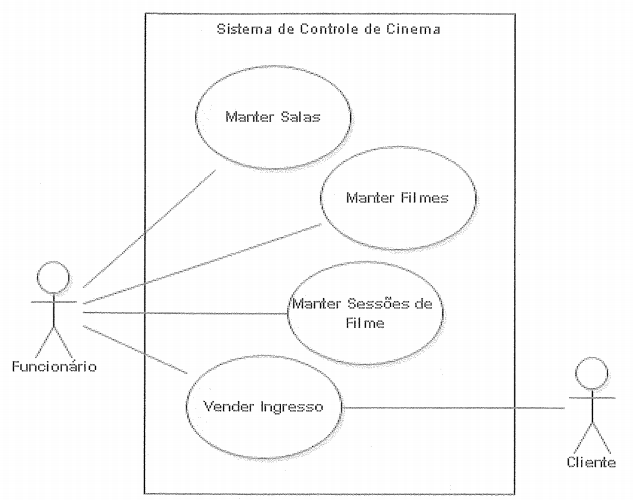 Sistema de Controle de Cinema
Manter Salas
Manter Filmes
Manter Sessões de
Filme
Funcionário
Vender Ingresso
Cliente